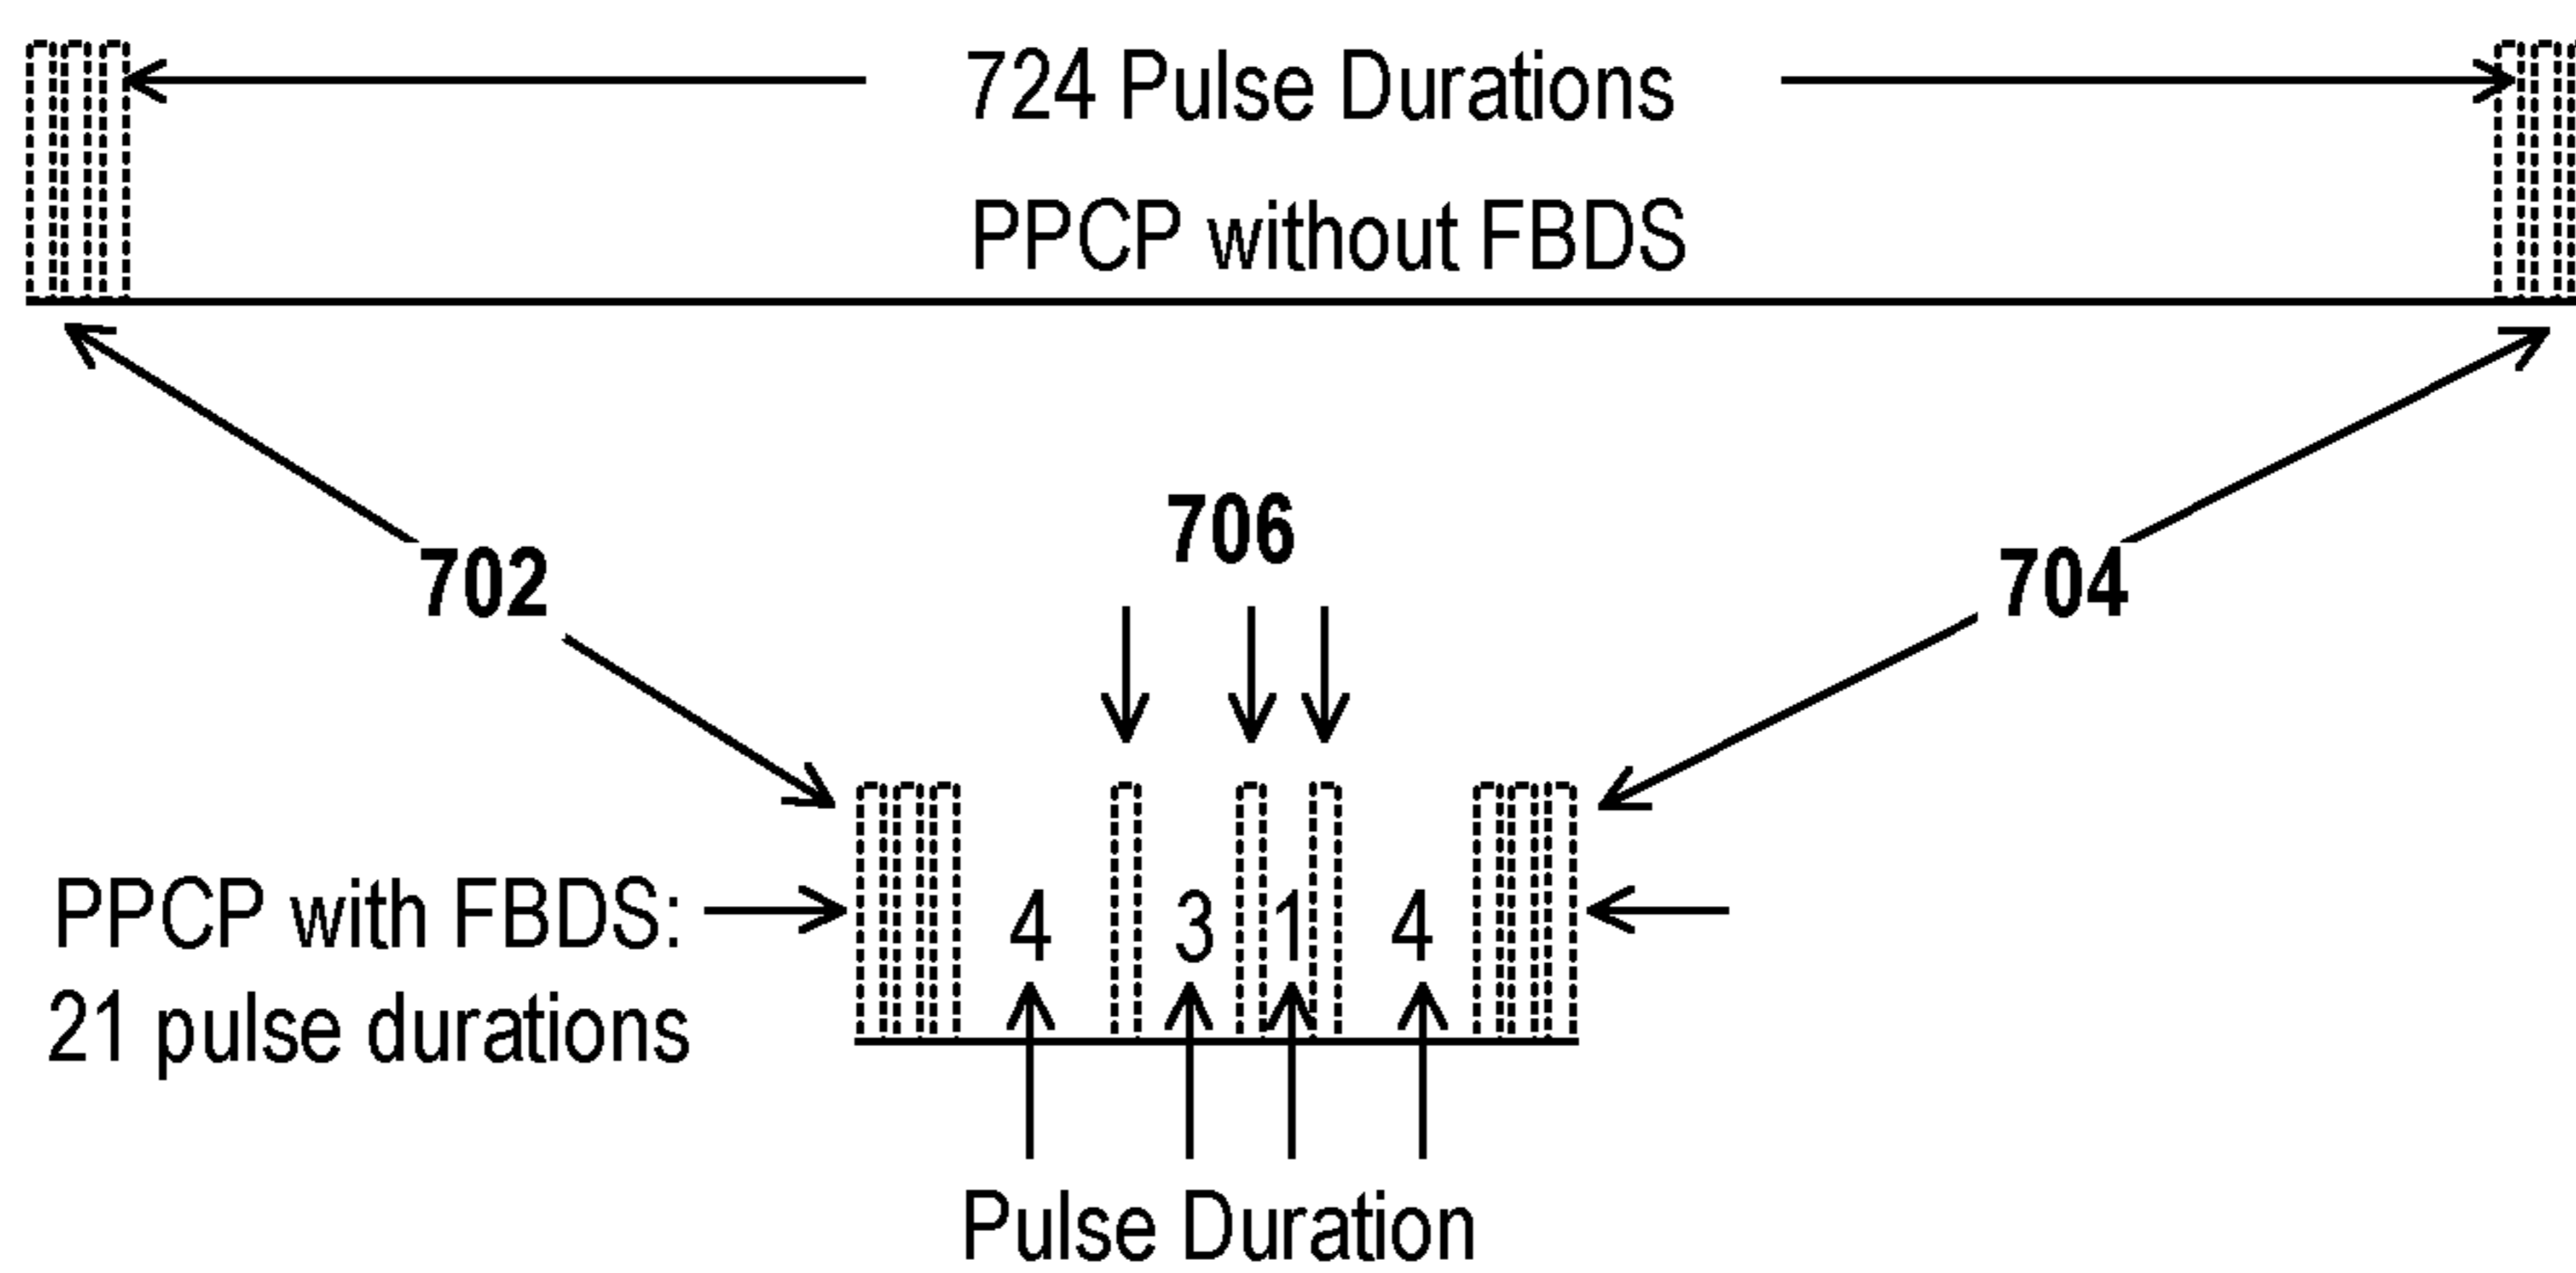 724 Pulse Durations
PPCP without FBDS
706
702
704
PPCP with FBDS:
21 pulse durations
4 3 1 4
Pulse Duration